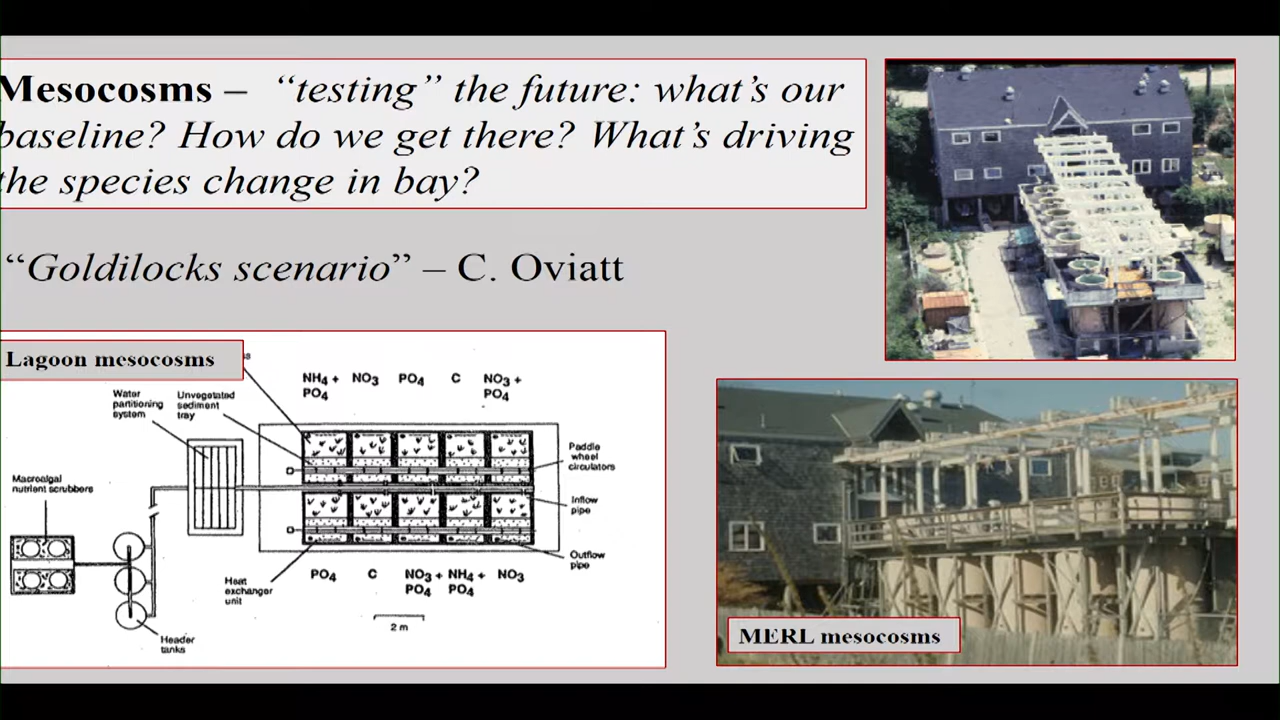 Mesocosms – “testing” the future: what’s our
baseline? How do we get there? What’s driving
the species change in bay?
“Goldilocks scenario” – C. Oviatt
Lagoon mesocosms
NH4 + PO4
NO3
PO4
C
NO3 + PO4
Water partitioning system
Unvegetated sediment tray
Macroalgal nutrient scrubbers
Paddle wheel circulators
Inflow pipe
Outflow pipe
Heat exchanger unit
Header tanks
PO4
C
NO3 + PO4
NH4 + PO4
NO3
2 m
MERL mesocosms